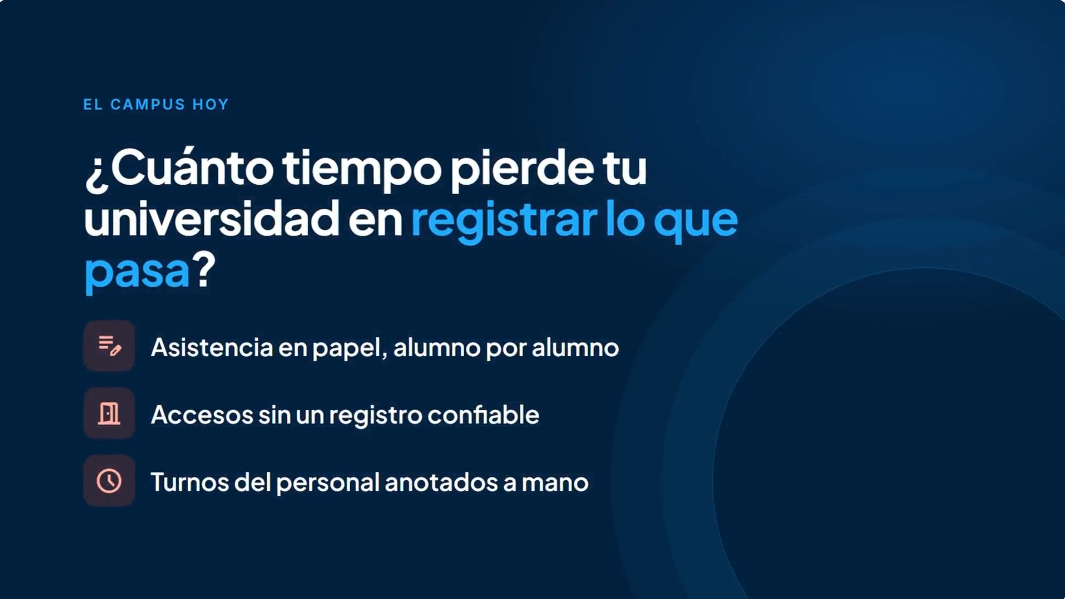 EL CAMPUS HOY
¿Cuánto tiempo pierde tu
universidad en registrar lo que
pasa?
Asistencia en papel, alumno por alumno
Accesos sin un registro confiable
Turnos del personal anotados a mano